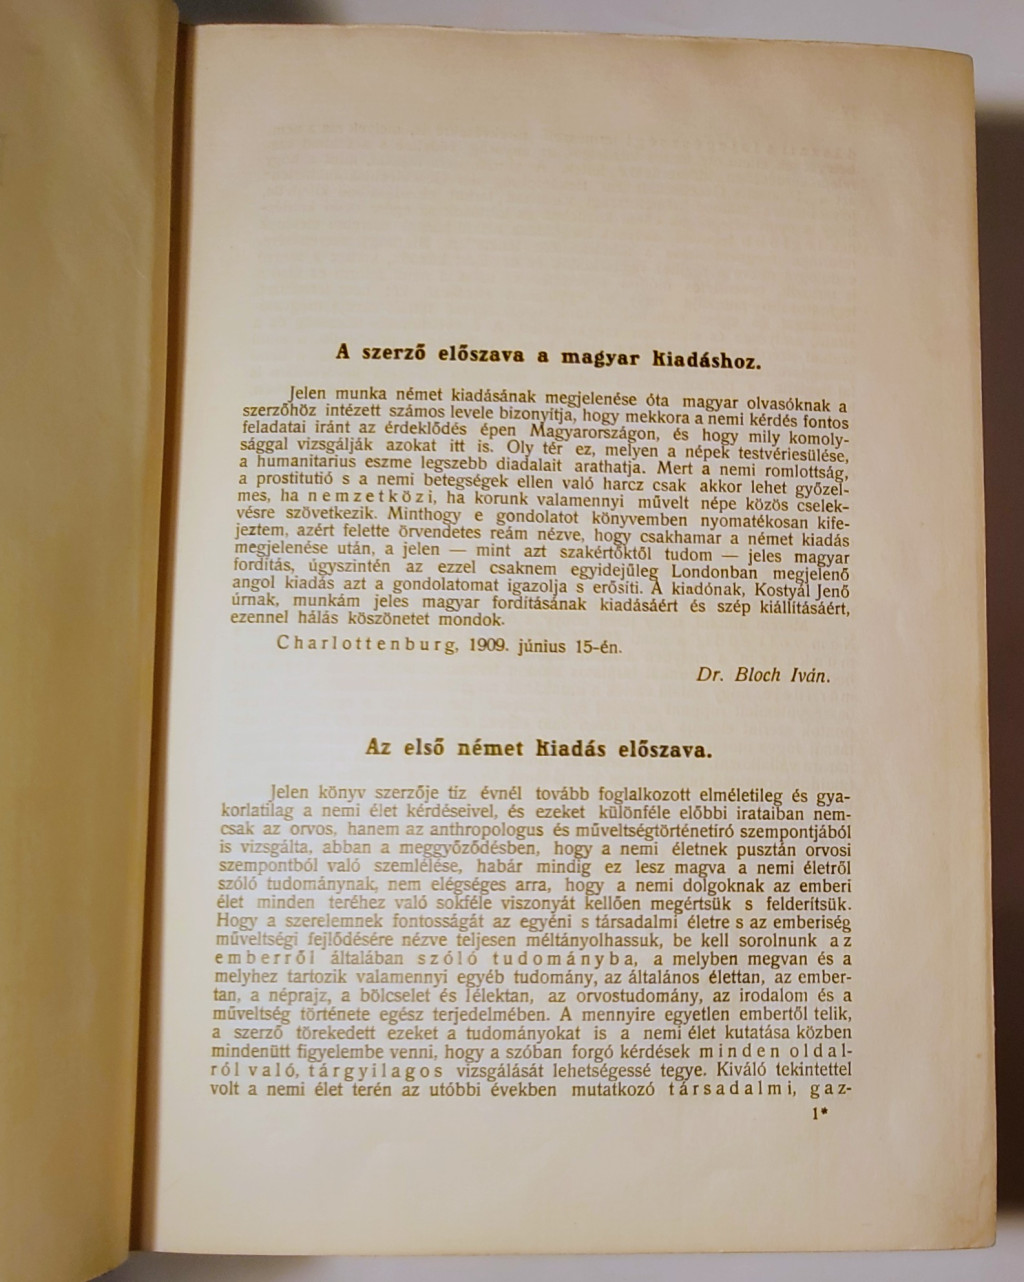 A szerző előszava a magyar kiadáshoz.
Jelen munka német kiadásának megjelenése óta magyar olvasóknak a
szerzőhöz intézett számos levele bizonyítja, hogy mekkora a nemi kérdés fontos
feladatai iránt az érdeklődés épen Magyarországon, és hogy mily komoly-
sággal vizsgálják azokat itt is. Oly tér ez, melyen a népek testvériesülése,
a humanitarius eszme legszebb diadalait arathatja. Mert a nemi romlottság,
a prostitutió s a nemi betegségek ellen való harcz csak akkor lehet győzel-
mes, ha nemzetközi, ha korunk valamennyi művelt népe közös cselek-
vésre szövetkezik. Minthogy e gondolatot könyvemben nyomatékosan kife-
jeztem, azért felette örvendetes reám nézve, hogy csakhamar a német kiadás
megjelenése után, a jelen — mint azt szakértőktől tudom — jeles magyar
fordítás, úgyszintén az ezzel csaknem egyidejűleg Londonban megjelenő
angol kiadás azt a gondolatomat igazolja s erősíti. A kiadónak, Kostyál Jenő
úrnak, munkám jeles magyar fordításának kiadásáért és szép kiállításáért,
ezennel hálás köszönetet mondok.
Charlottenburg, 1909. június 15-én.
Dr. Bloch Iván.
Az első német kiadás előszava.
Jelen könyv szerzője tíz évnél tovább foglalkozott elméletileg és gya-
korlatilag a nemi élet kérdéseivel, és ezeket különféle előbbi irataiban nem-
csak az orvos, hanem az anthropologus és műveltségtörténetíró szempontjából
is vizsgálta, abban a meggyőződésben, hogy a nemi életnek pusztán orvosi
szempontból való szemlélése, habár mindig ez lesz magva a nemi életről
szóló tudománynak, nem elégséges arra, hogy a nemi dolgoknak az emberi
élet minden teréhez való sokféle viszonyát kellően megértsük s felderítsük.
Hogy a szerelemnek fontosságát az egyéni s társadalmi életre s az emberiség
műveltségi fejlődésére nézve teljesen méltányolhassuk, be kell sorolnunk az
emberről általában szóló tudományba, a melyben megvan és a
melyhez tartozik valamennyi egyéb tudomány, az általános élettan, az ember-
tan, a néprajz, a bölcselet és lélektan, az orvostudomány, az irodalom és a
műveltség története egész terjedelmében. A mennyire egyetlen embertől telik,
a szerző törekedett ezeket a tudományokat is a nemi élet kutatása közben
mindenütt figyelembe venni, hogy a szóban forgó kérdések minden oldal-
ról való, tárgyilagos vizsgálását lehetségessé tegye. Kiváló tekintettel
volt a nemi élet terén az utóbbi években mutatkozó társadalmi, gaz-
1*